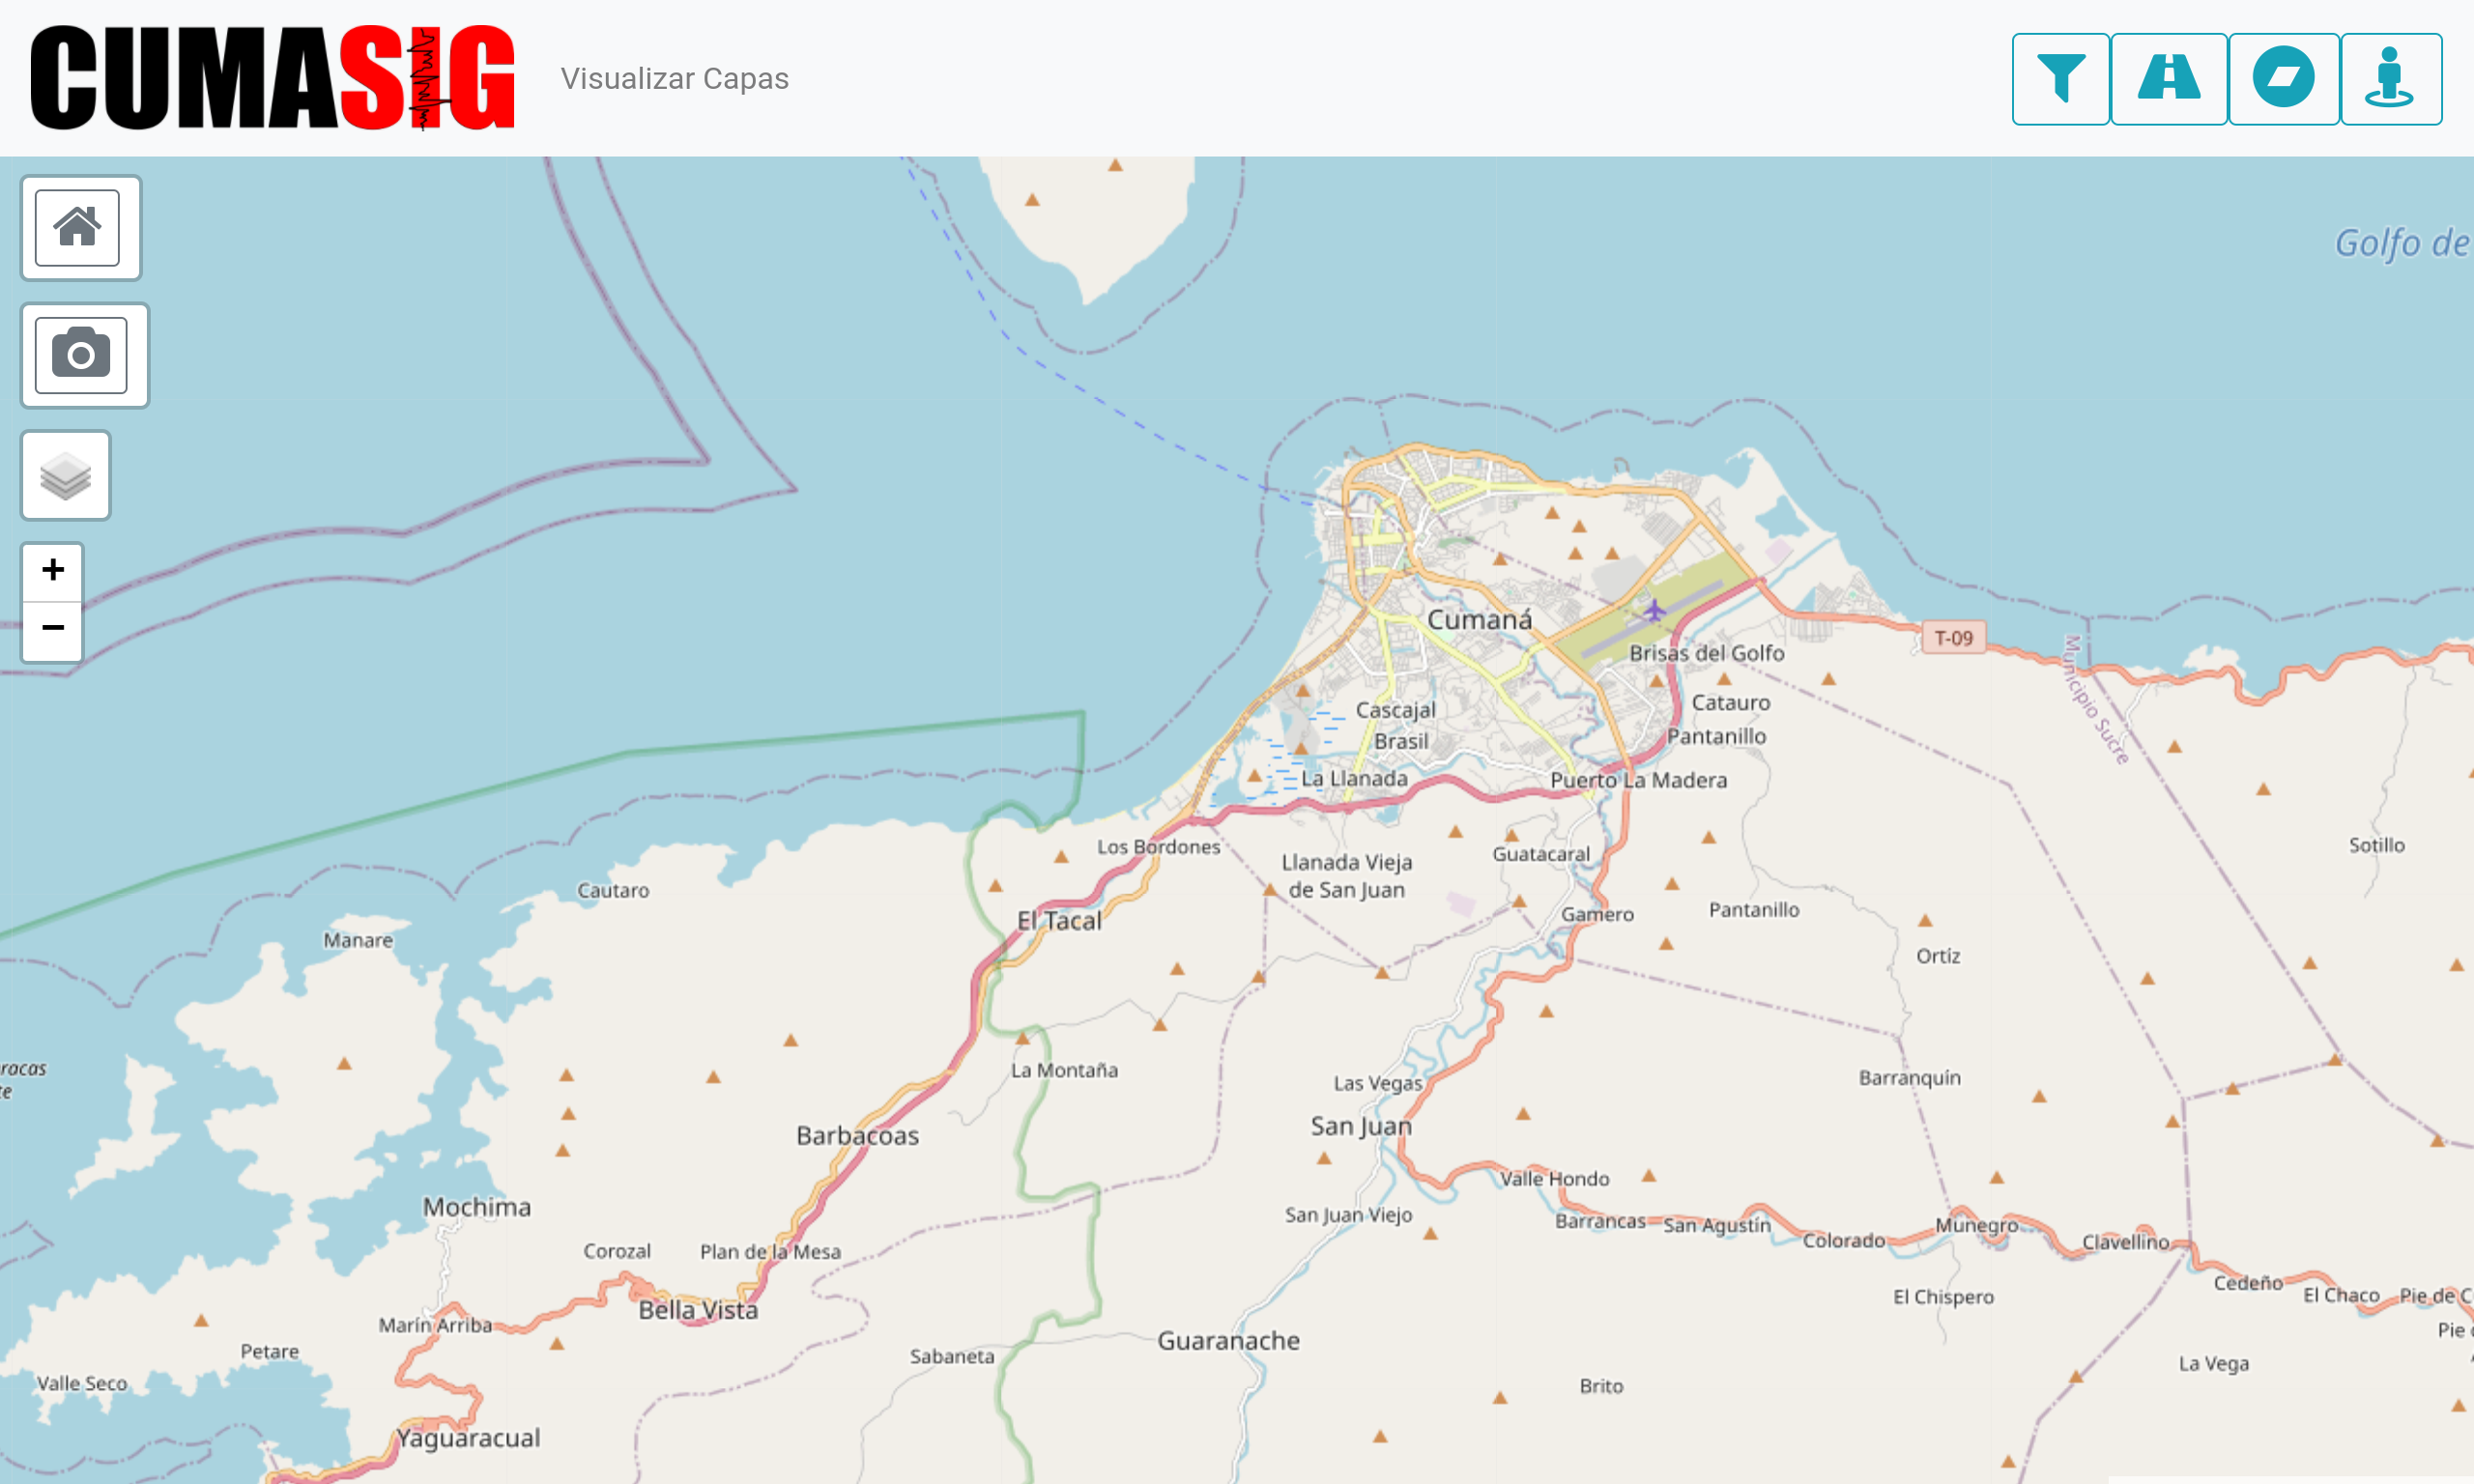 CUMASIG
Visualizar Capas
Golfo de
+
−
Cumaná
T-09
Brisas del Golfo
Municipio Sucre
Catauro
Cascajal
Pantanillo
Brasil
La Llanada
Puerto La Madera
Los Bordones
Sotillo
Guatacaral
Llanada Vieja
de San Juan
Cautaro
El Tacal
Gamero
Pantanillo
Manare
Ortíz
racas
te
La Montaña
Las Vegas
Barranquín
San Juan
Barbacoas
Valle Hondo
Mochima
San Juan Viejo
Barrancas
San Agustín
Munegro
Colorado
Clavellino
Corozal
Plan de la Mesa
Cedeño
El Chaco
Pie de C
El Chispero
Bella Vista
Marín Arriba
Pie
Guaranache
Petare
Sabaneta
La Vega
Valle Seco
Brito
Yaguaracual